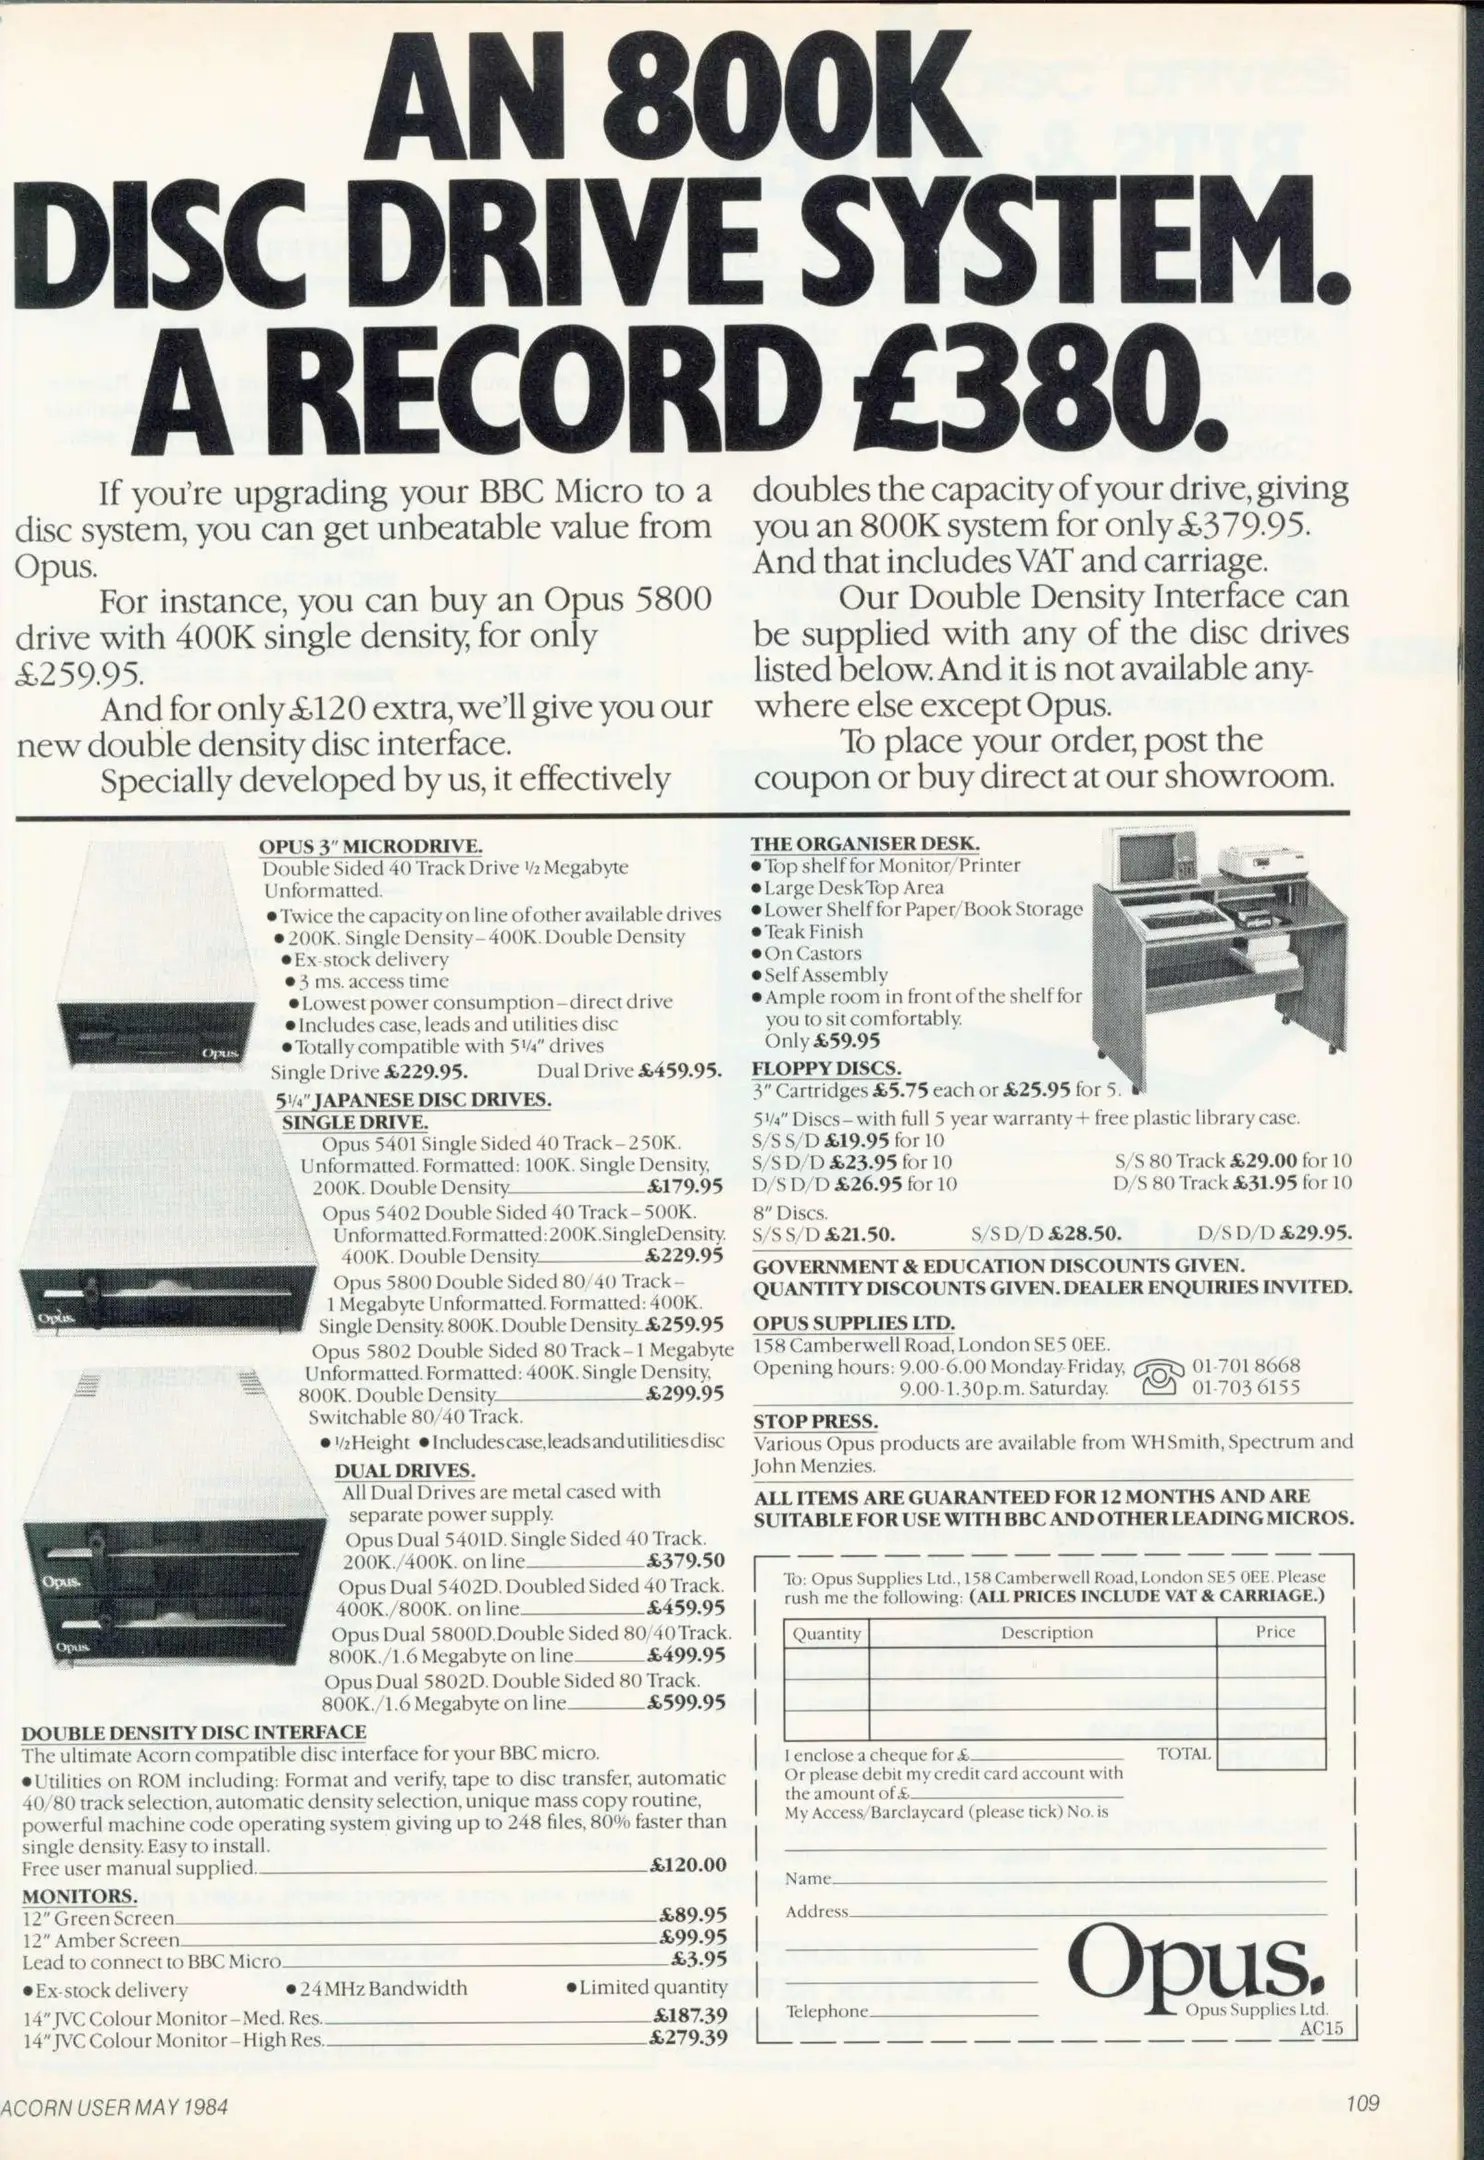 AN 800K
DISC DRIVE SYSTEM.
A RECORD £380.
If you're upgrading your BBC Micro to a
disc system, you can get unbeatable value from
Opus.
For instance, you can buy an Opus 5800
drive with 400K single density, for only
£259.95.
And for only £120 extra, we'll give you our
new double density disc interface.
Specially developed by us, it effectively
doubles the capacity of your drive, giving
you an 800K system for only £379.95.
And that includes VAT and carriage.
Our Double Density Interface can
be supplied with any of the disc drives
listed below. And it is not available any-
where else except Opus.
To place your order, post the
coupon or buy direct at our showroom.
OPUS 3" MICRODRIVE.
Double Sided 40 Track Drive ½ Megabyte
Unformatted.
● Twice the capacity on line of other available drives
● 200K. Single Density – 400K. Double Density
● Ex-stock delivery
● 3 ms. access time
● Lowest power consumption – direct drive
● Includes case, leads and utilities disc
● Totally compatible with 5¼" drives
Single Drive £229.95. Dual Drive £459.95.
Opus.
5¼" JAPANESE DISC DRIVES.
SINGLE DRIVE.
Opus 5401 Single Sided 40 Track – 250K.
Unformatted. Formatted: 100K. Single Density,
200K. Double Density £179.95
Opus 5402 Double Sided 40 Track – 500K.
Unformatted. Formatted: 200K. Single Density.
400K. Double Density £229.95
Opus 5800 Double Sided 80/40 Track –
1 Megabyte Unformatted. Formatted: 400K.
Single Density. 800K. Double Density £259.95
Opus 5802 Double Sided 80 Track – 1 Megabyte
Unformatted. Formatted: 400K. Single Density,
800K. Double Density £299.95
Switchable 80/40 Track.
● ½ Height ● Includes case, leads and utilities disc
Opus.
DUAL DRIVES.
All Dual Drives are metal cased with
separate power supply.
Opus Dual 5401D. Single Sided 40 Track.
200K./400K. on line £379.50
Opus Dual 5402D. Doubled Sided 40 Track.
400K./800K. on line £459.95
Opus Dual 5800D. Double Sided 80/40 Track.
800K./1.6 Megabyte on line £499.95
Opus Dual 5802D. Double Sided 80 Track.
800K./1.6 Megabyte on line £599.95
Opus.
Opus.
DOUBLE DENSITY DISC INTERFACE
The ultimate Acorn compatible disc interface for your BBC micro.
● Utilities on ROM including: Format and verify, tape to disc transfer, automatic
40/80 track selection, automatic density selection, unique mass copy routine,
powerful machine code operating system giving up to 248 files, 80% faster than
single density. Easy to install.
Free user manual supplied. £120.00
MONITORS.
12" Green Screen £89.95
12" Amber Screen £99.95
Lead to connect to BBC Micro £3.95
● Ex-stock delivery ● 24MHz Bandwidth ● Limited quantity
14" JVC Colour Monitor – Med. Res. £187.39
14" JVC Colour Monitor – High Res. £279.39
THE ORGANISER DESK.
● Top shelf for Monitor/Printer
● Large Desk Top Area
● Lower Shelf for Paper/Book Storage
● Teak Finish
● On Castors
● Self Assembly
● Ample room in front of the shelf for
you to sit comfortably.
Only £59.95
FLOPPY DISCS.
3" Cartridges £5.75 each or £25.95 for 5.
5¼" Discs – with full 5 year warranty + free plastic library case.
S/S S/D £19.95 for 10
S/S D/D £23.95 for 10 S/S 80 Track £29.00 for 10
D/S D/D £26.95 for 10 D/S 80 Track £31.95 for 10
8" Discs.
S/S S/D £21.50. S/S D/D £28.50. D/S D/D £29.95.
GOVERNMENT & EDUCATION DISCOUNTS GIVEN.
QUANTITY DISCOUNTS GIVEN. DEALER ENQUIRIES INVITED.
OPUS SUPPLIES LTD.
158 Camberwell Road, London SE5 0EE.
Opening hours: 9.00-6.00 Monday-Friday, 01-701 8668
9.00-1.30 p.m. Saturday. 01-703 6155
STOP PRESS.
Various Opus products are available from WH Smith, Spectrum and
John Menzies.
ALL ITEMS ARE GUARANTEED FOR 12 MONTHS AND ARE
SUITABLE FOR USE WITH BBC AND OTHER LEADING MICROS.
To: Opus Supplies Ltd., 158 Camberwell Road, London SE5 0EE. Please
rush me the following: (ALL PRICES INCLUDE VAT & CARRIAGE.)
Quantity Description Price
I enclose a cheque for £ TOTAL
Or please debit my credit card account with
the amount of £
My Access/Barclaycard (please tick) No. is
Name
Address
Telephone
Opus.
Opus Supplies Ltd.
AC15
ACORN USER MAY 1984
109